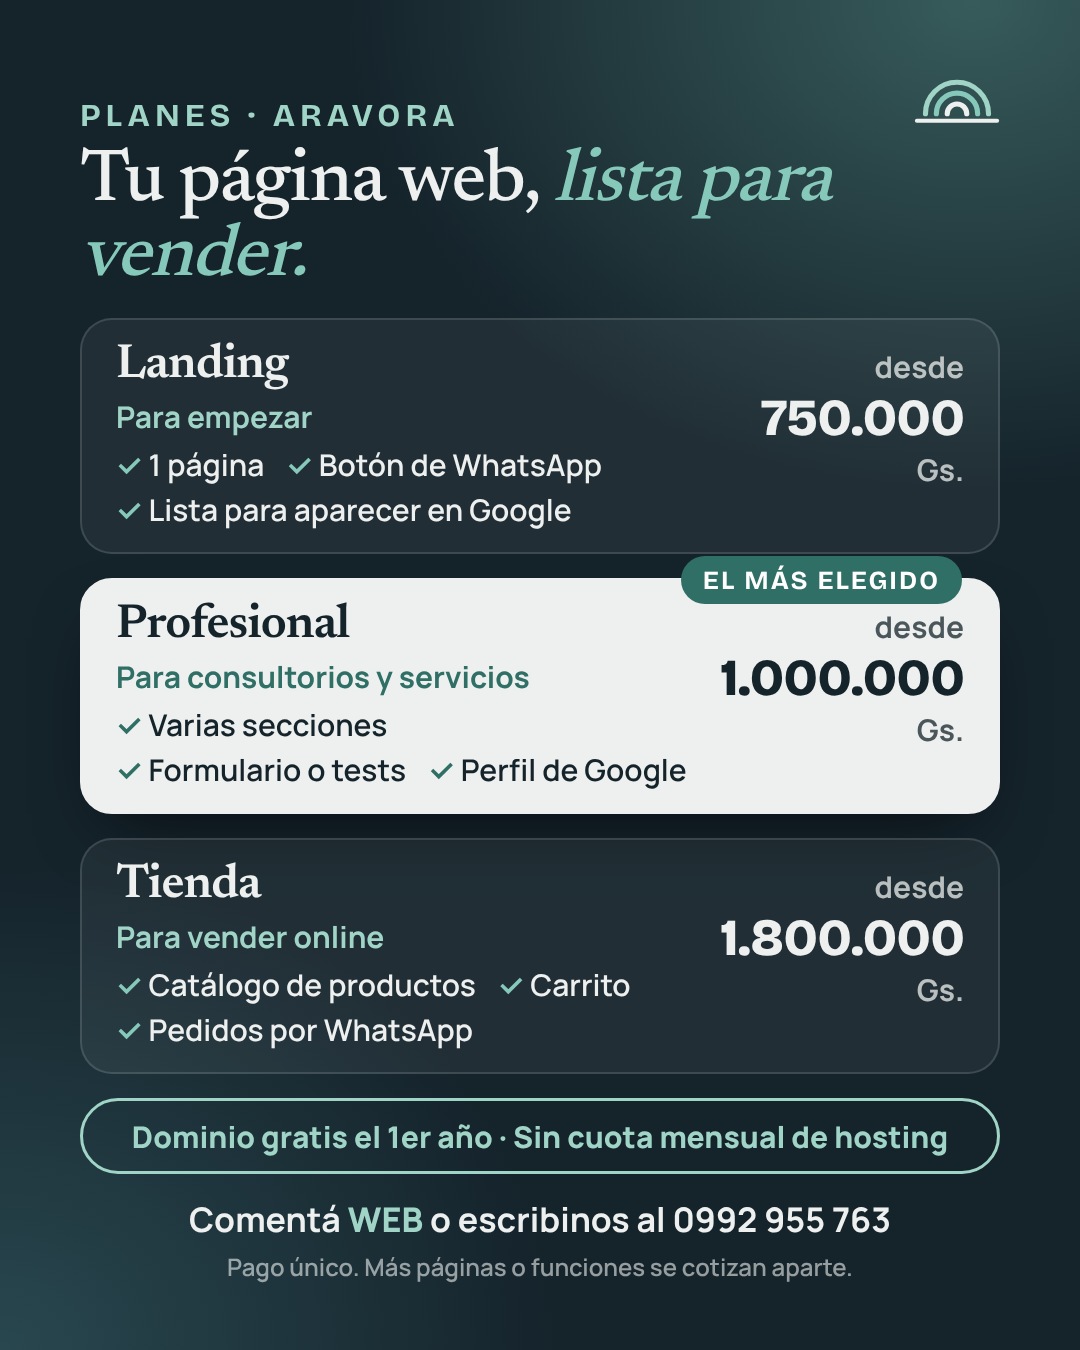 PLANES · ARAVORA
Tu página web, lista para
vender.
Landing
desde
Para empezar
750.000
✓ 1 página ✓ Botón de WhatsApp
Gs.
✓ Lista para aparecer en Google
EL MÁS ELEGIDO
Profesional
desde
Para consultorios y servicios
1.000.000
✓ Varias secciones
Gs.
✓ Formulario o tests ✓ Perfil de Google
Tienda
desde
Para vender online
1.800.000
✓ Catálogo de productos ✓ Carrito
Gs.
✓ Pedidos por WhatsApp
Dominio gratis el 1er año · Sin cuota mensual de hosting
Comentá WEB o escribinos al 0992 955 763
Pago único. Más páginas o funciones se cotizan aparte.